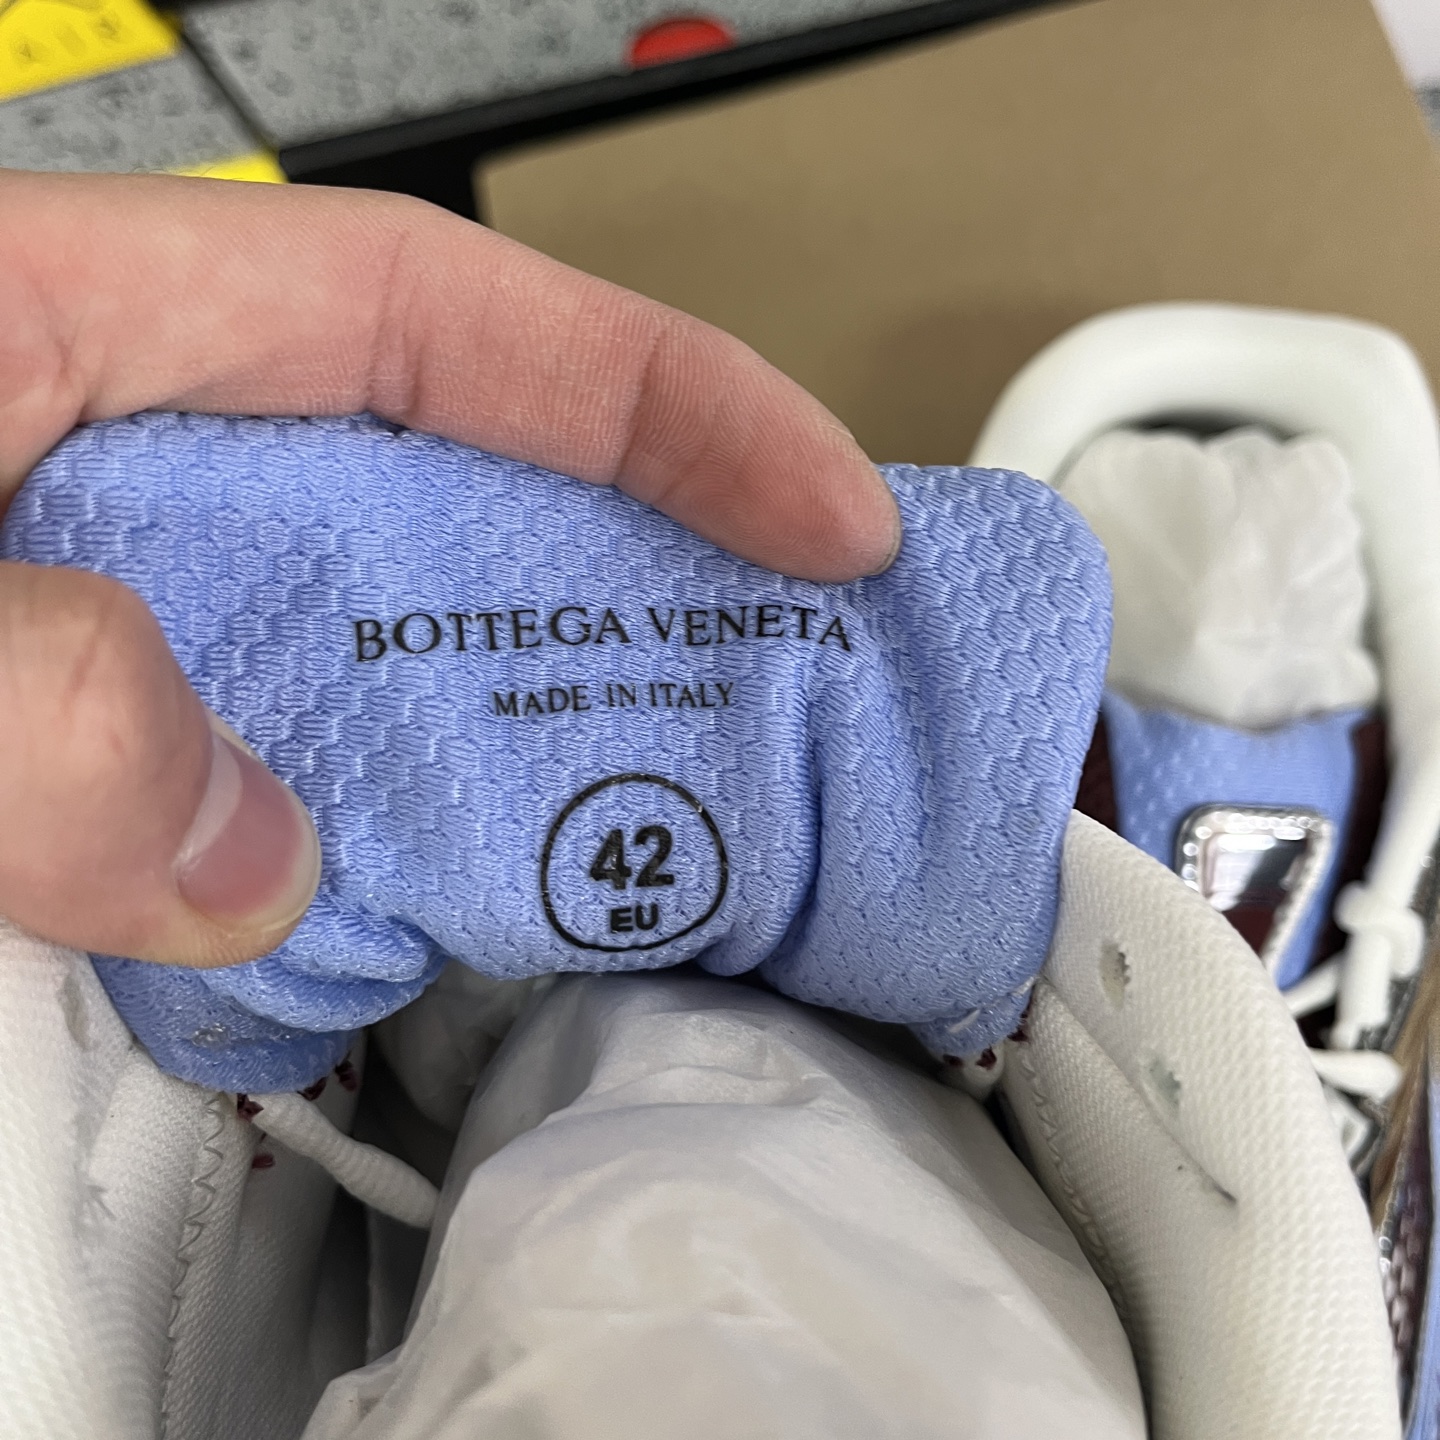 BOTTEGA VENETA
MADE IN ITALY
42
EU